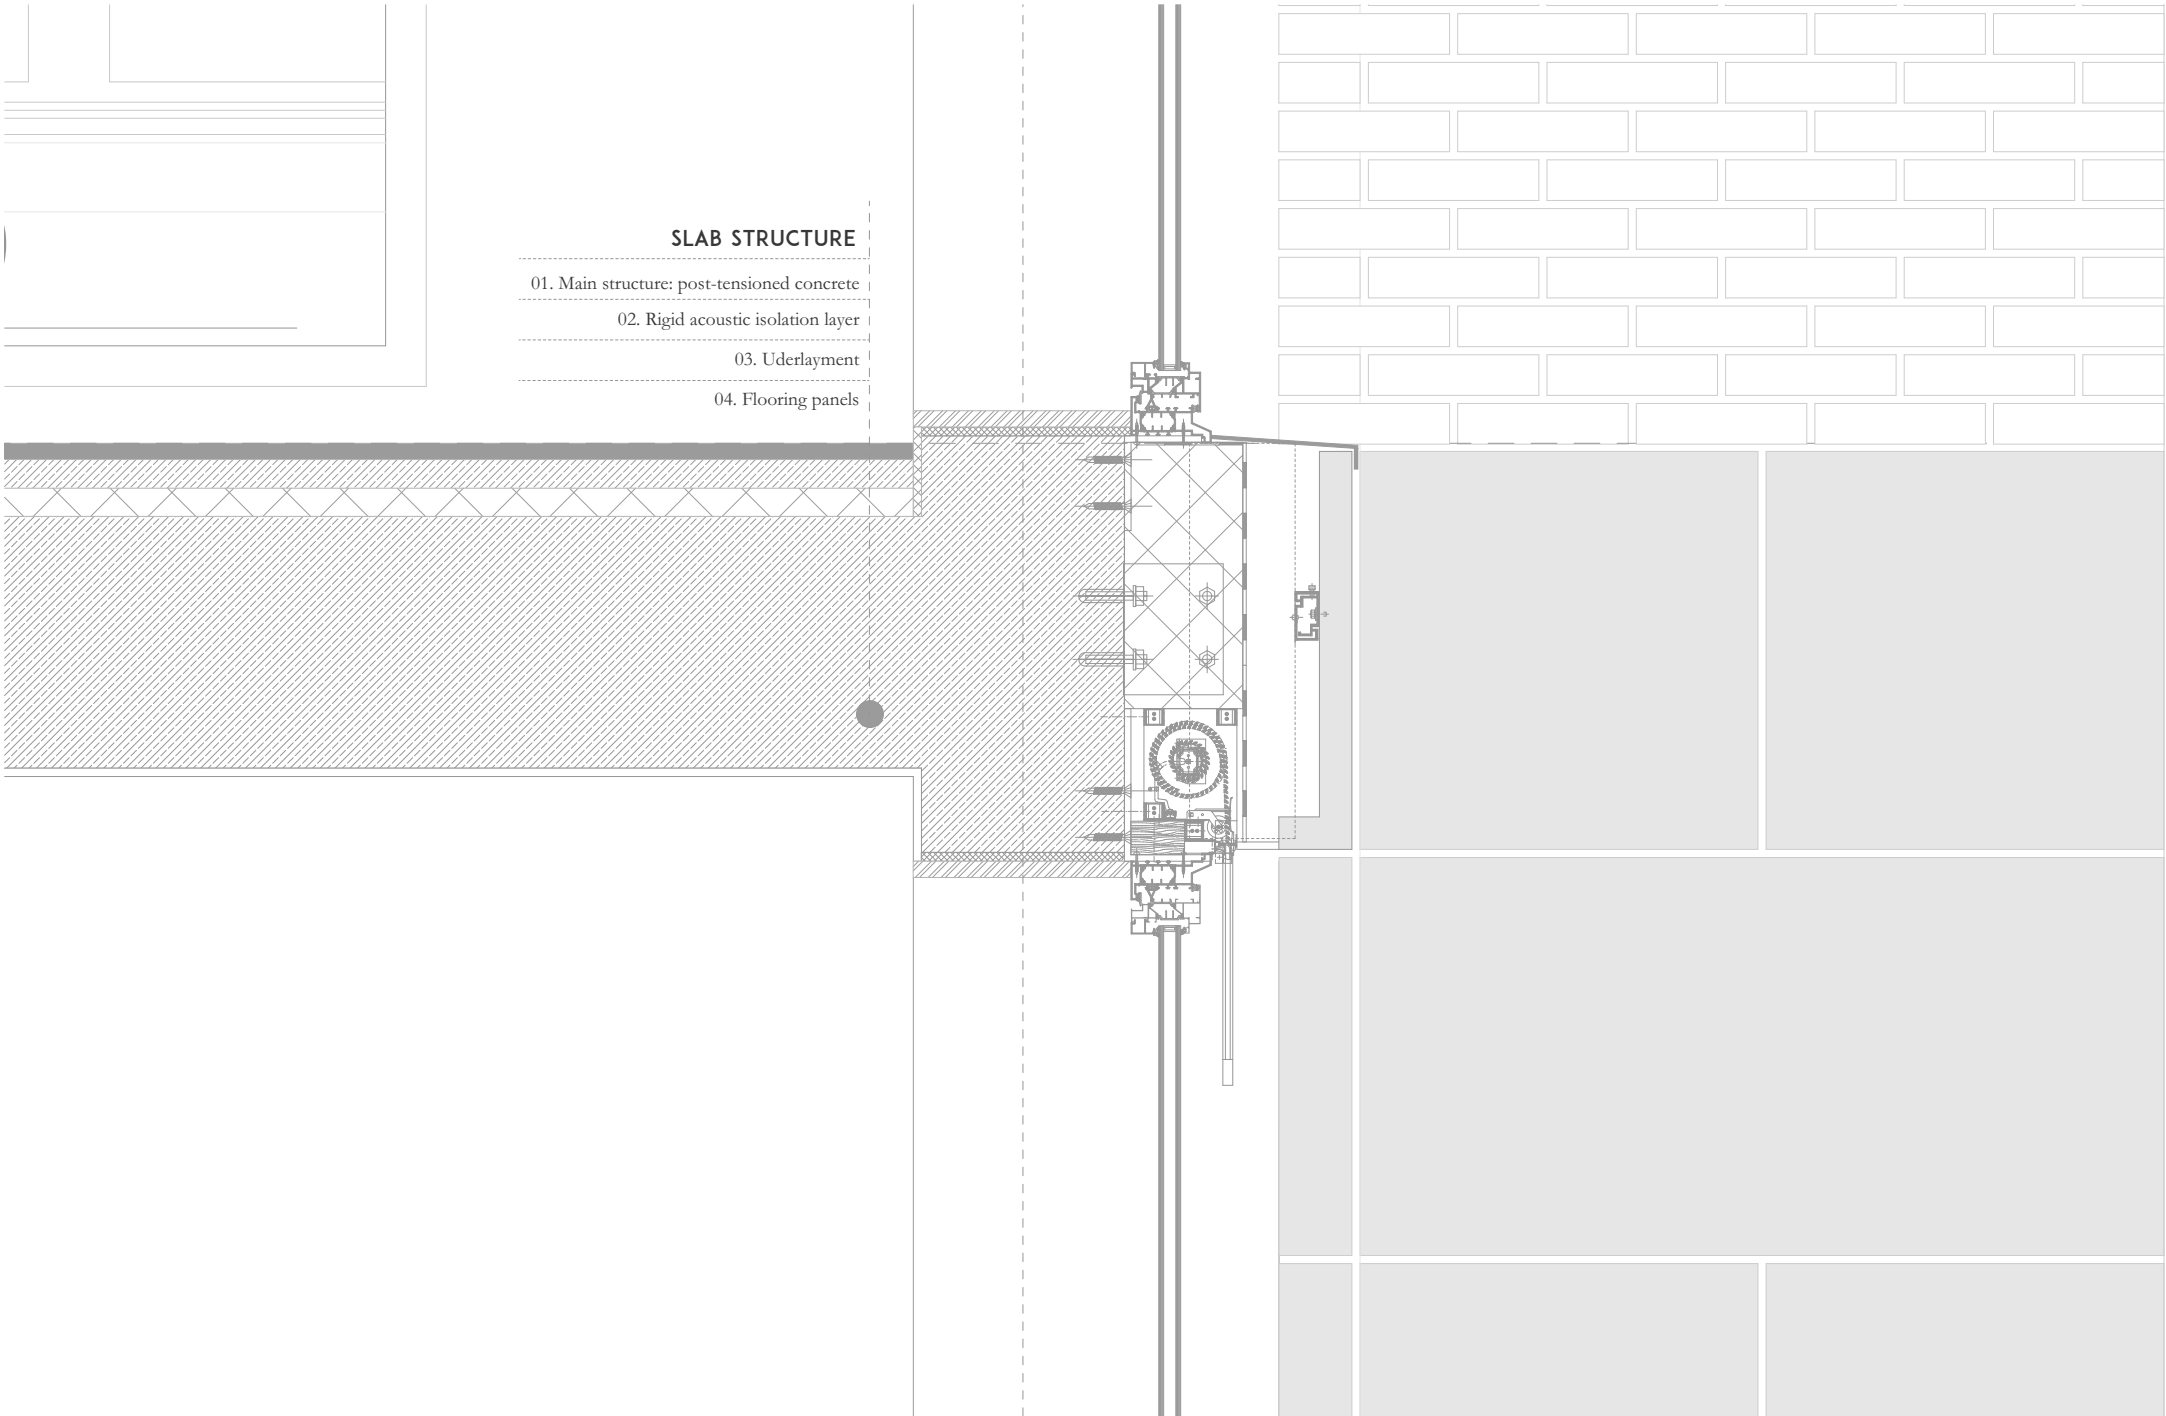 SLAB STRUCTURE
01. Main structure: post-tensioned concrete
02. Rigid acoustic isolation layer
03. Uderlayment
04. Flooring panels